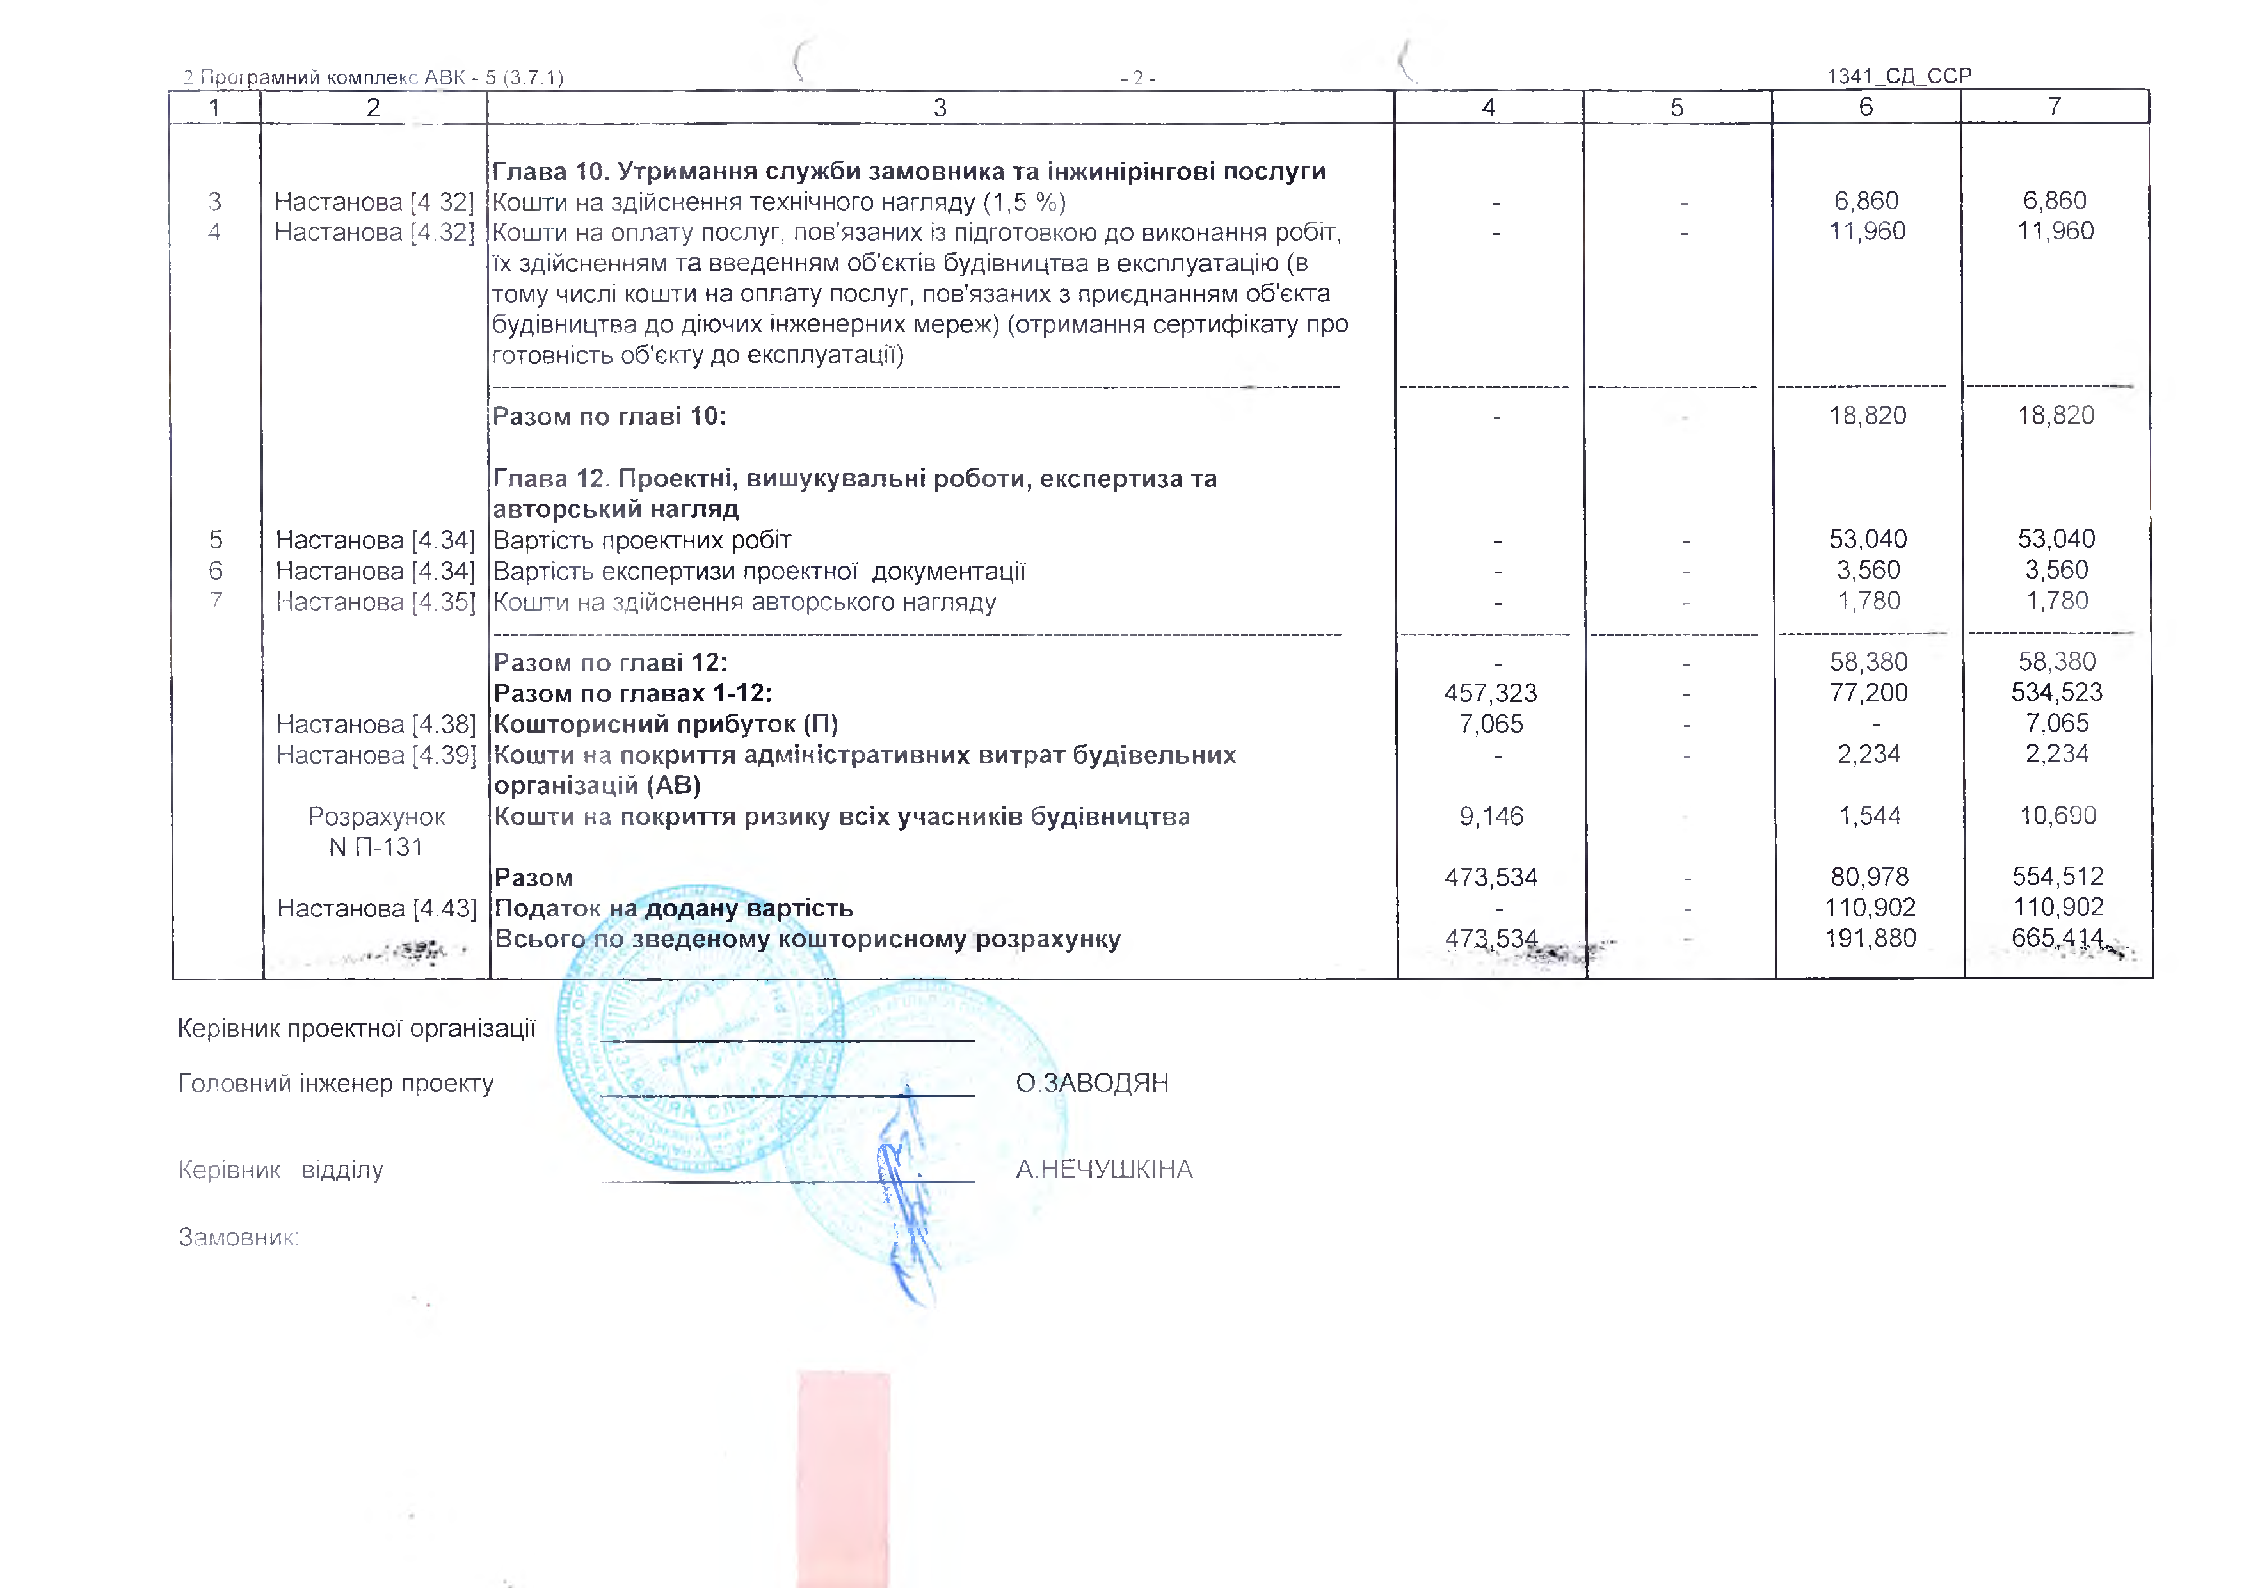 2 Програмний комплекс АВК - 5 (3.7.1) - 2 - 1341_СД_ССР
1 2 3 4 5 6 7
Глава 10. Утримання служби замовника та інжинірінгові послуги
3 Настанова [4.32] Кошти на здійснення технічного нагляду (1,5 %) - - 6,860 6,860
4 Настанова [4.32] Кошти на оплату послуг, пов'язаних із підготовкою до виконання робіт, - - 11,960 11,960
їх здійсненням та введенням об'єктів будівництва в експлуатацію (в
тому числі кошти на оплату послуг, пов'язаних з приєднанням об'єкта
будівництва до діючих інженерних мереж) (отримання сертифікату про
готовність об'єкту до експлуатації)
Разом по главі 10: - - 18,820 18,820
Глава 12. Проектні, вишукувальні роботи, експертиза та
авторський нагляд
5 Настанова [4.34] Вартість проектних робіт - - 53,040 53,040
6 Настанова [4.34] Вартість експертизи проектної документації - - 3,560 3,560
7 Настанова [4.35] Кошти на здійснення авторського нагляду - - 1,780 1,780
Разом по главі 12: - - 58,380 58,380
Разом по главах 1-12: 457,323 - 77,200 534,523
Настанова [4.38] Кошторисний прибуток (П) 7,065 - - 7,065
Настанова [4.39] Кошти на покриття адміністративних витрат будівельних - - 2,234 2,234
організацій (АВ)
Розрахунок Кошти на покриття ризику всіх учасників будівництва 9,146 - 1,544 10,690
N П-131
Разом 473,534 - 80,978 554,512
Настанова [4.43] Податок на додану вартість - - 110,902 110,902
Всього по зведеному кошторисному розрахунку 473,534 - 191,880 665,414
Керівник проектної організації
Головний інженер проекту О.ЗАВОДЯН
Керівник відділу А.НЕЧУШКІНА
Замовник: